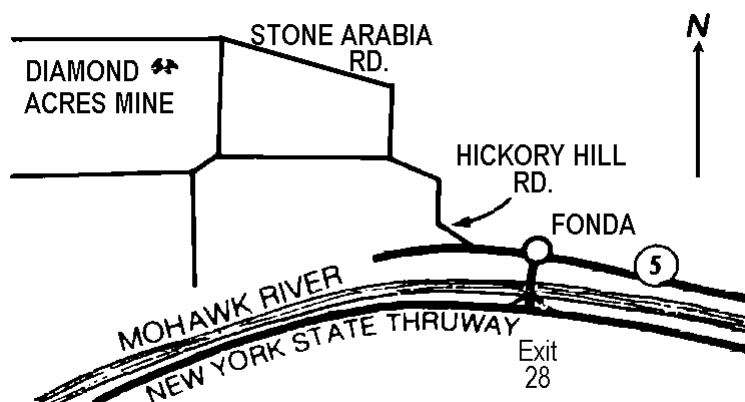 N
STONE ARABIA
RD.
DIAMOND
ACRES MINE
HICKORY HILL
RD.
FONDA
5
MOHAWK RIVER
NEW YORK STATE THRUWAY
Exit
28